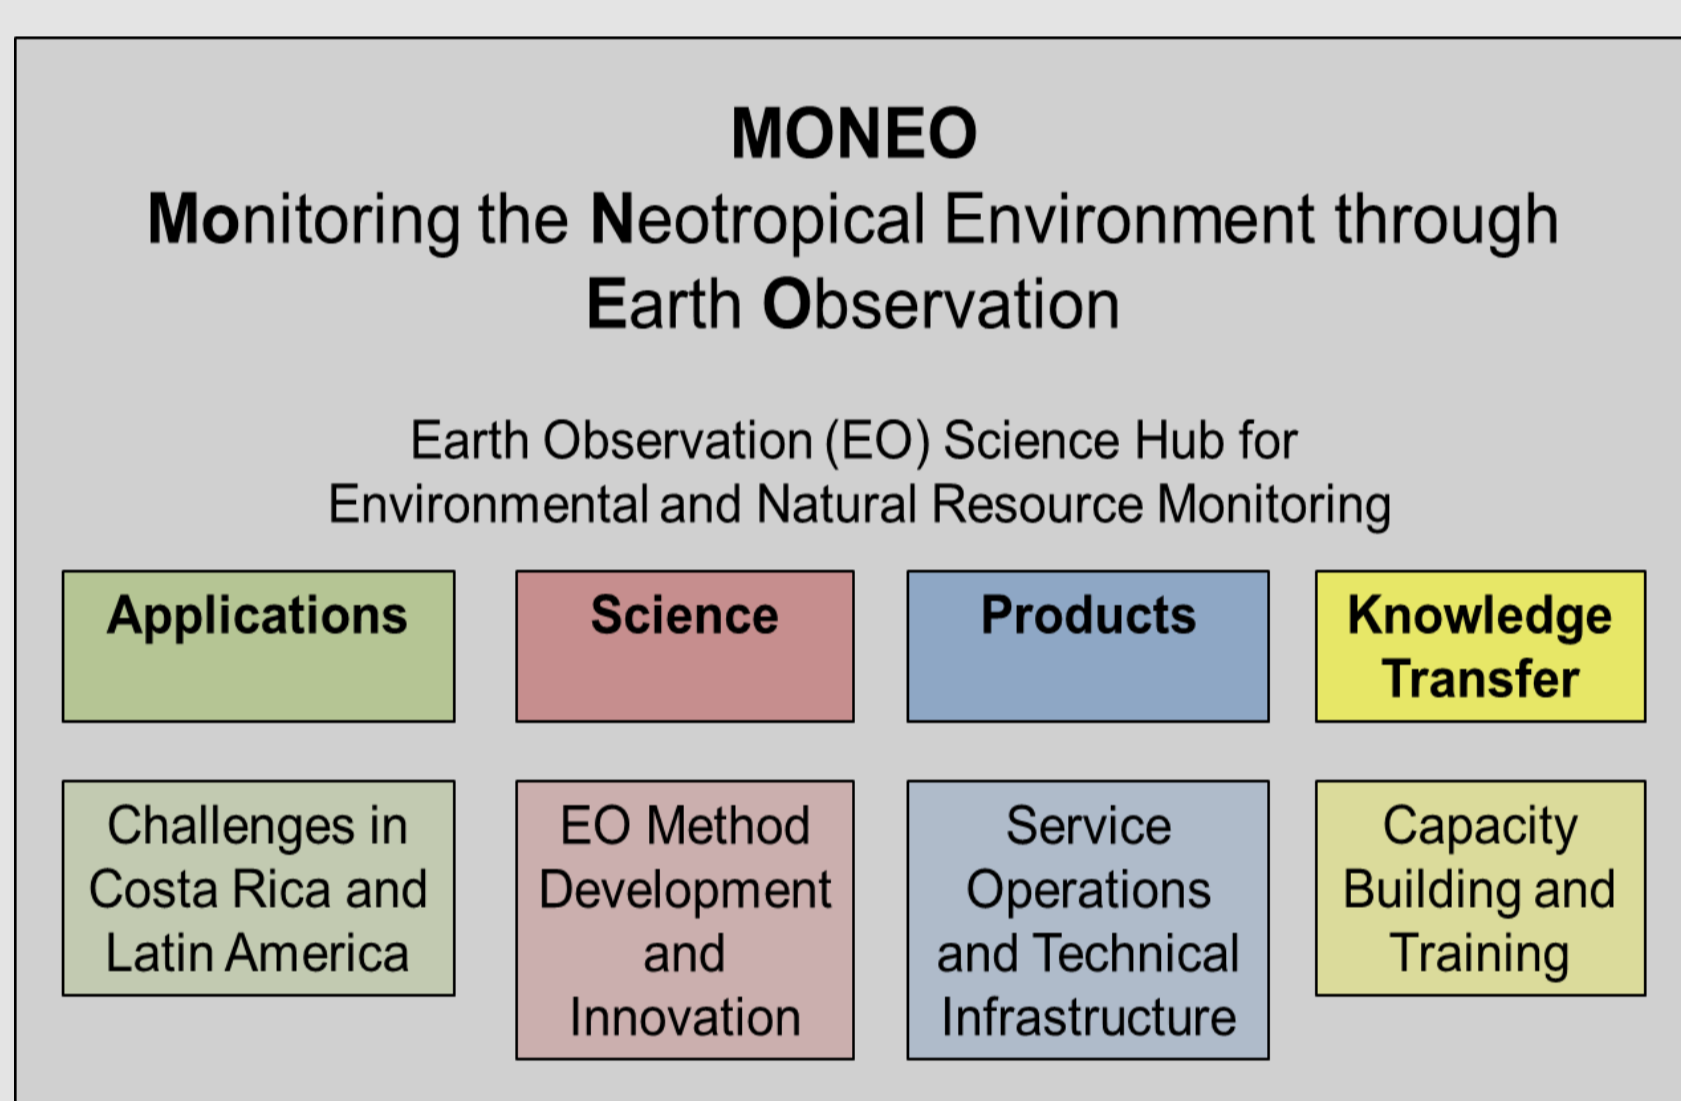 MONEO
Monitoring the Neotropical Environment through
Earth Observation
Earth Observation (EO) Science Hub for
Environmental and Natural Resource Monitoring
Applications
Science
Products
Knowledge
Transfer
Challenges in
Costa Rica and
Latin America
EO Method
Development
and
Innovation
Service
Operations
and Technical
Infrastructure
Capacity
Building and
Training